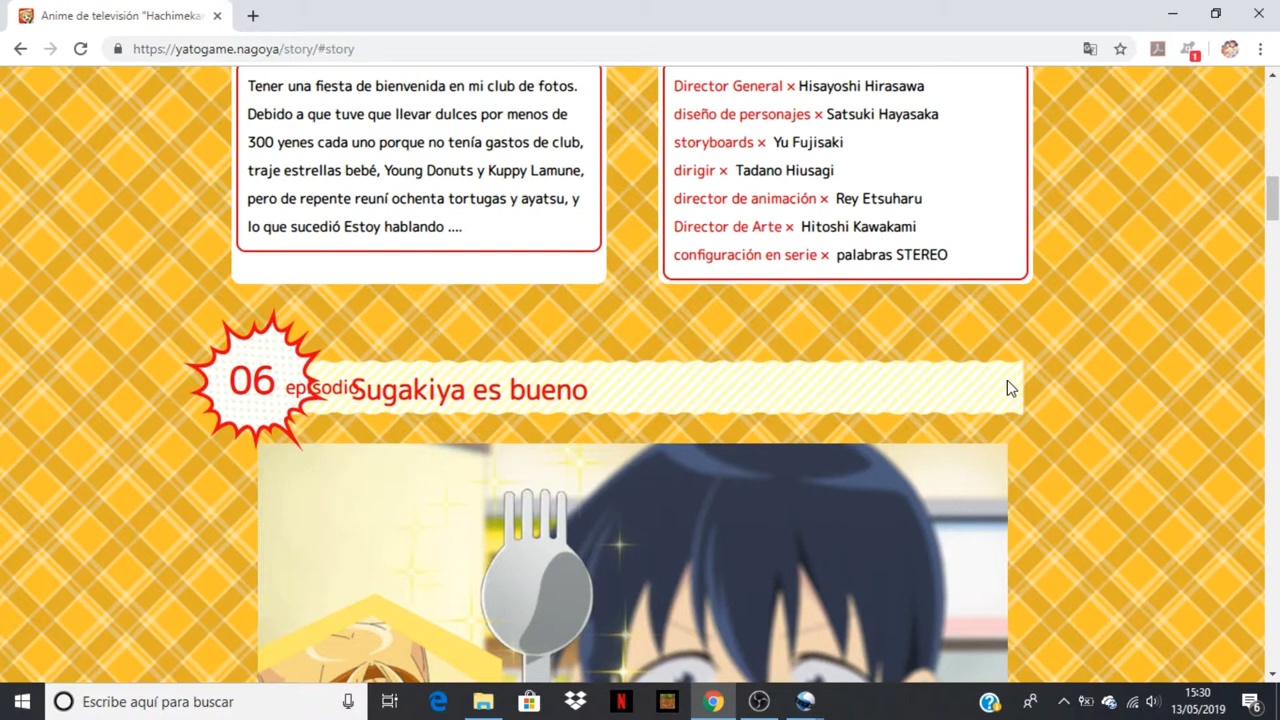 Anime de televisión "Hachimeka
https://yatogame.nagoya/story/#story
1
Tener una fiesta de bienvenida en mi club de fotos.
Debido a que tuve que llevar dulces por menos de
300 yenes cada uno porque no tenía gastos de club,
traje estrellas bebé, Young Donuts y Kuppy Lamune,
pero de repente reuní ochenta tortugas y ayatsu, y
lo que sucedió Estoy hablando ....
Director General × Hisayoshi Hirasawa
diseño de personajes × Satsuki Hayasaka
storyboards × Yu Fujisaki
dirigir × Tadano Hiusagi
director de animación × Rey Etsuharu
Director de Arte × Hitoshi Kawakami
configuración en serie × palabras STEREO
06 episodio Sugakiya es bueno
Escribe aquí para buscar
15:30
13/05/2019
6